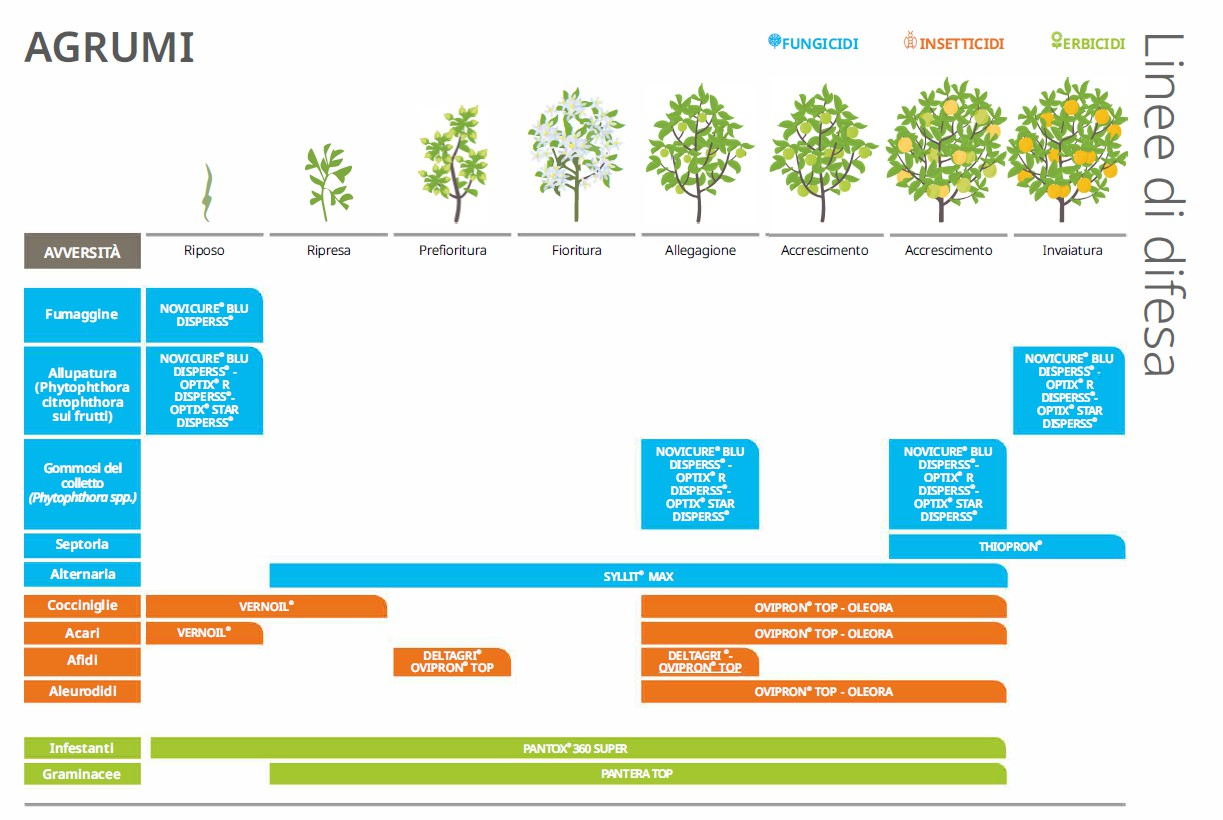 AGRUMI
FUNGICIDI
INSETTICIDI
ERBICIDI
Linee di difesa
AVVERSITÀ
Riposo
Ripresa
Prefioritura
Fioritura
Allegagione
Accrescimento
Accrescimento
Invaiatura
Fumaggine
NOVICURE® BLU
DISPERSS®
Allupatura
(Phytophthora
citrophthora
sui frutti)
NOVICURE® BLU
DISPERSS® -
OPTIX® R
DISPERSS®-
OPTIX® STAR
DISPERSS®
NOVICURE® BLU
DISPERSS® -
OPTIX® R
DISPERSS®-
OPTIX® STAR
DISPERSS®
Gommosi del
colletto
(Phytophthora spp.)
NOVICURE® BLU
DISPERSS® -
OPTIX® R
DISPERSS®-
OPTIX® STAR
DISPERSS®
NOVICURE® BLU
DISPERSS®-
OPTIX® R
DISPERSS®-
OPTIX® STAR
DISPERSS®
Septoria
THIOPRON®
Alternaria
SYLLIT® MAX
Cocciniglie
VERNOIL®
OVIPRON® TOP - OLEORA
Acari
VERNOIL®
OVIPRON® TOP - OLEORA
Afidi
DELTAGRI®
OVIPRON® TOP
DELTAGRI ®-
OVIPRON® TOP
Aleurodidi
OVIPRON® TOP - OLEORA
Infestanti
PANTOX® 360 SUPER
Graminacee
PANTERA TOP